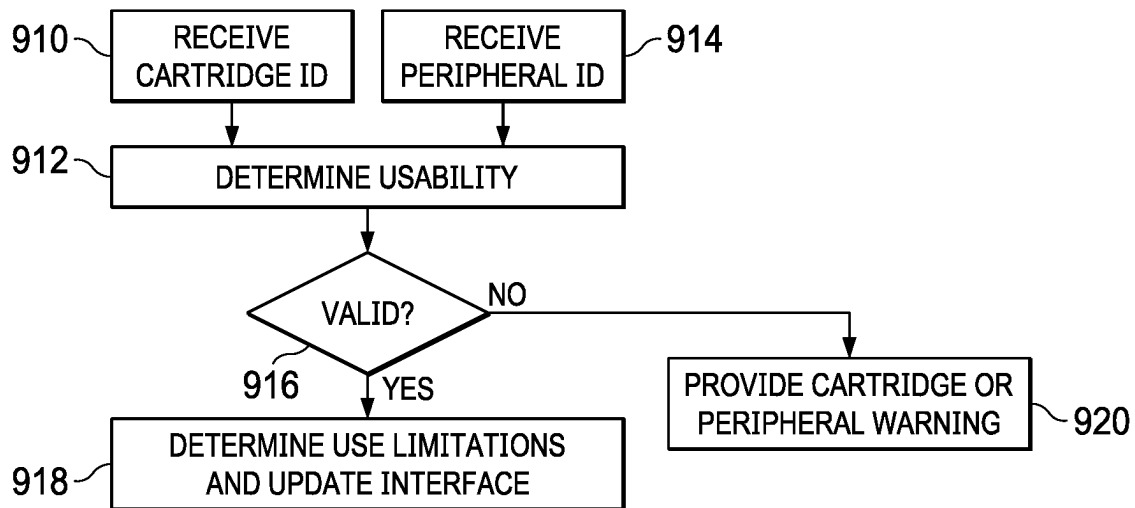 910
RECEIVE
CARTRIDGE ID
RECEIVE
PERIPHERAL ID
914
912
DETERMINE USABILITY
VALID?
NO
916
YES
PROVIDE CARTRIDGE OR
PERIPHERAL WARNING
920
918
DETERMINE USE LIMITATIONS
AND UPDATE INTERFACE